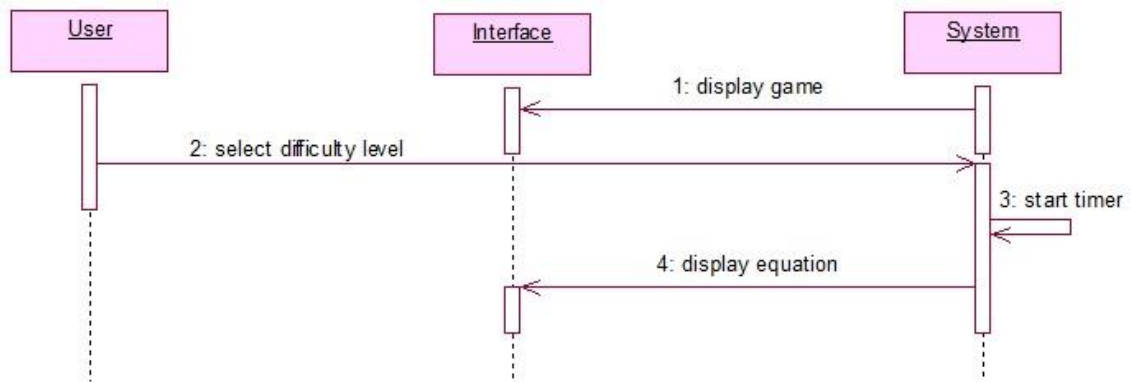 User
Interface
System
1: display game
2: select difficulty level
3: start timer
4: display equation